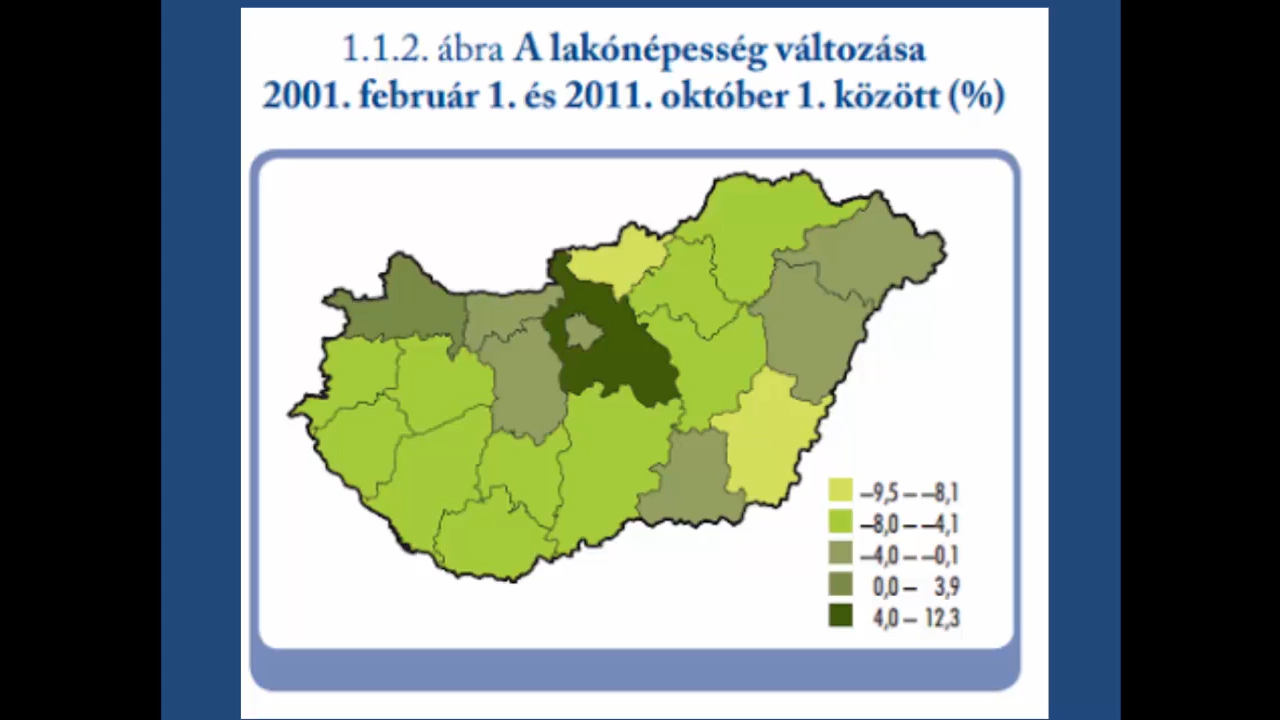 1.1.2. ábra A lakónépesség változása
2001. február 1. és 2011. október 1. között (%)
–9,5 – –8,1
–8,0 – –4,1
–4,0 – –0,1
0,0 – 3,9
4,0 – 12,3